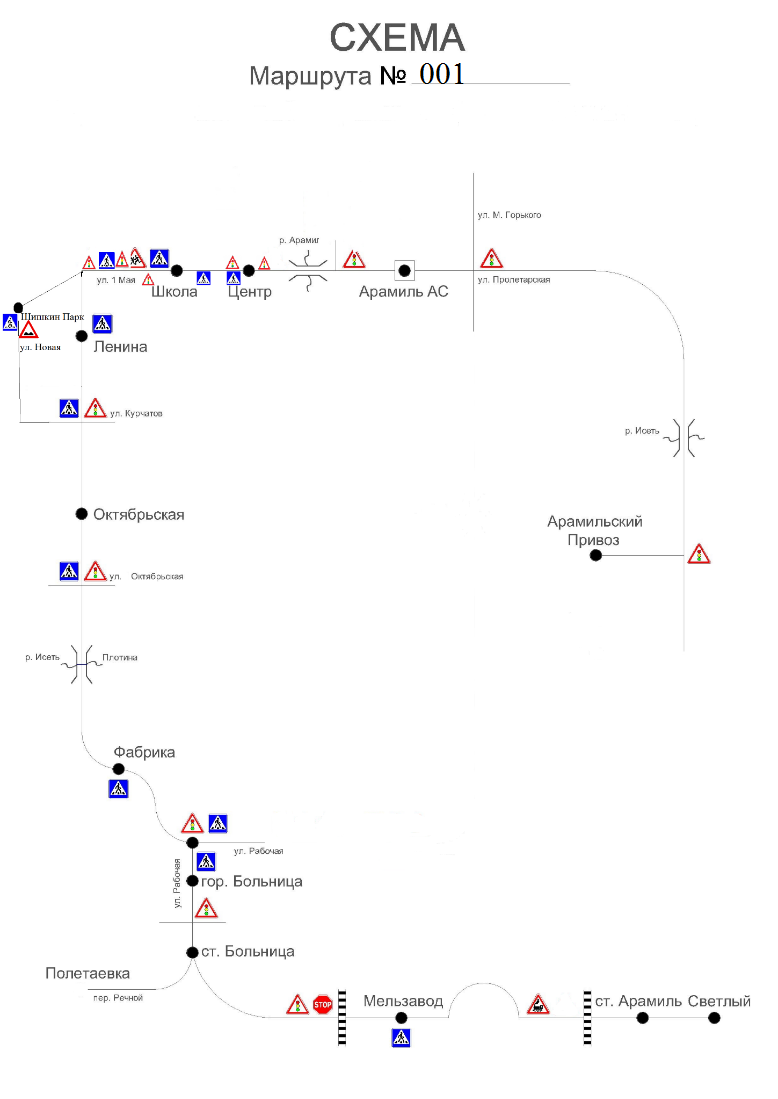 СХЕМА
Маршрута № 001
ул. М. Горького
р. Арамиг
ул. 1 Мая
Школа
Центр
Арамиль АС
ул. Пролетарская
Шишкин Парк
ул. Новая
Ленина
ул. Курчатов
р. Исеть
Октябрьская
Арамильский
Привоз
ул. Октябрьская
р. Исеть
Плотина
Фабрика
ул. Рабочая
ул. Рабочая
гор. Больница
ст. Больница
Полетаевка
пер. Речной
STOP
Мельзавод
ст. Арамиль Светлый